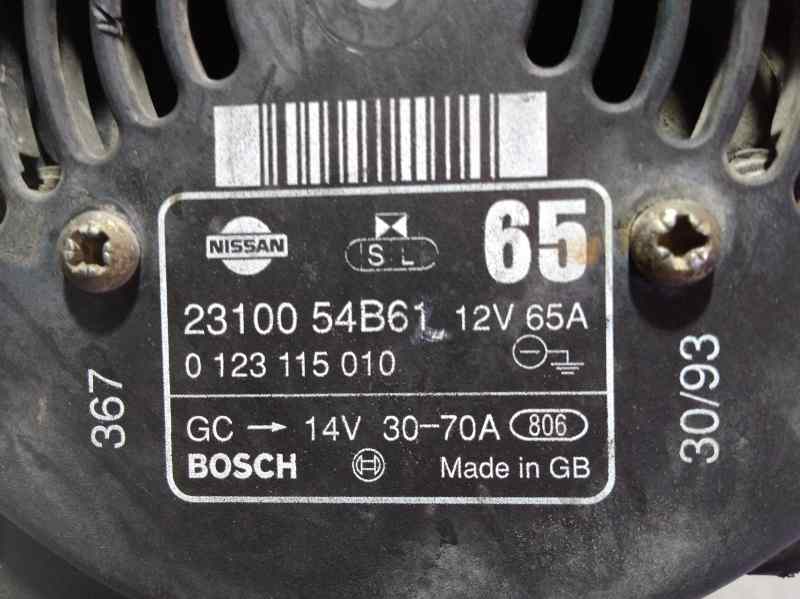 NISSAN
S L
65
23100 54B61 12V 65A
0 123 115 010
GC → 14V 30-70A 806
BOSCH Made in GB
367
30/93